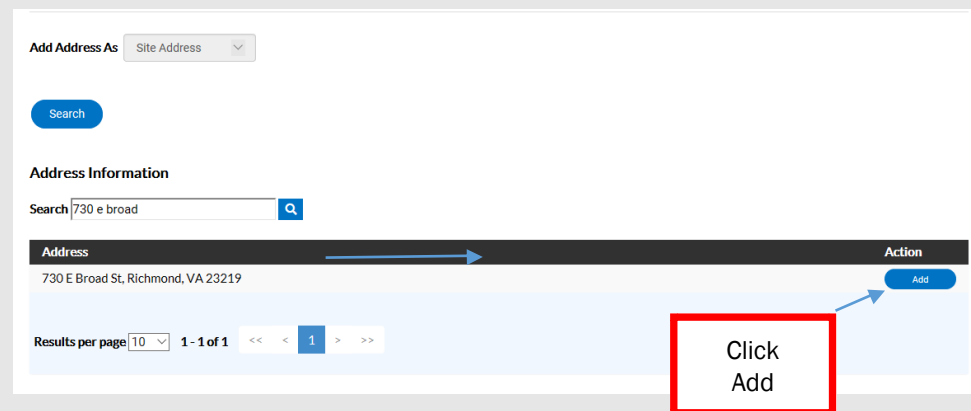 Add Address As Site Address
Search
Address Information
Search 730 e broad
Address Action
730 E Broad St, Richmond, VA 23219 Add
Results per page 10 1 - 1 of 1 << < 1 > >>
Click
Add